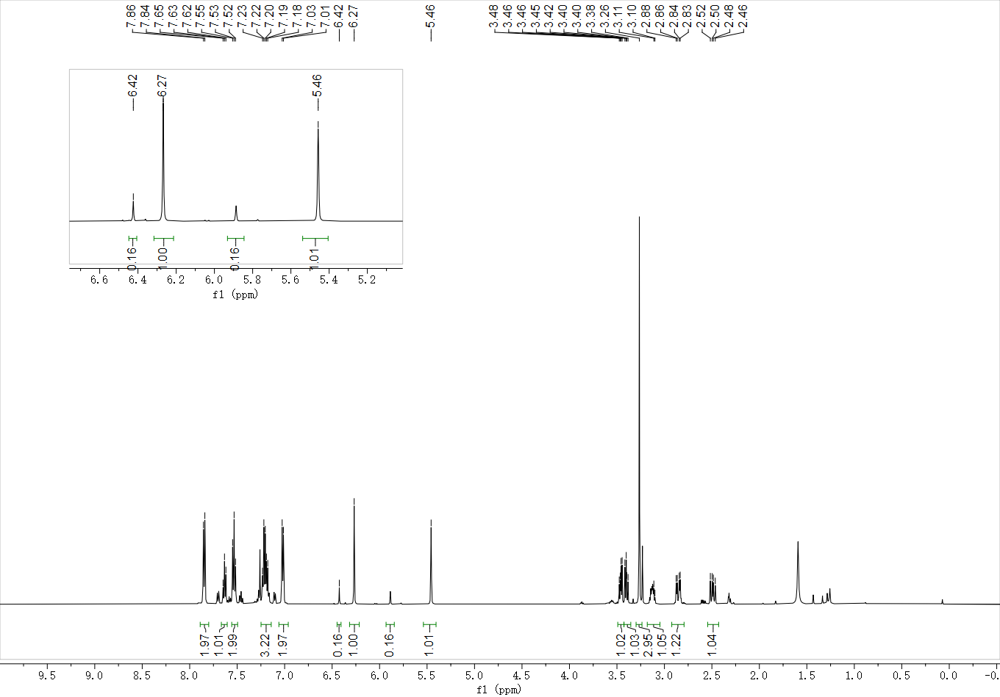 7.86 7.84 7.65 7.63 7.62 7.55 7.53 7.52 7.23 7.22 7.20 7.19 7.18 7.03 7.01 6.42 6.27 5.46 3.48 3.46 3.46 3.45 3.42 3.40 3.40 3.38 3.26 3.11 3.10 2.88 2.86 2.84 2.83 2.52 2.50 2.48 2.46
6.42 6.27 5.46
0.16 1.00 0.16 1.01
6.6 6.4 6.2 6.0 5.8 5.6 5.4 5.2
f1 (ppm)
1.97 1.01 1.99 3.22 1.97 0.16 1.00 0.16 1.01 1.02 1.03 2.95 1.05 1.22 1.04
9.5 9.0 8.5 8.0 7.5 7.0 6.5 6.0 5.5 5.0 4.5 4.0 3.5 3.0 2.5 2.0 1.5 1.0 0.5 0.0 -0.
f1 (ppm)